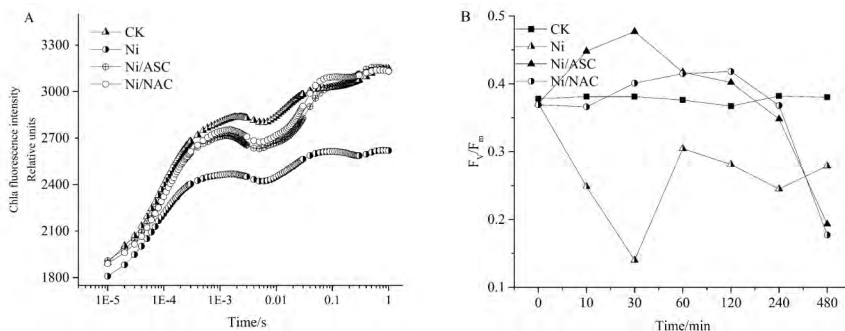 A
CK
Ni
Ni/ASC
Ni/NAC
3300
3000
2700
2400
2100
1800
Chla fluorescence intensity
Relative units
1E-5
1E-4
1E-3
0.01
0.1
1
Time/s
B
CK
Ni
Ni/ASC
Ni/NAC
0.5
0.4
0.3
0.2
0.1
Fv/Fm
0
10
30
60
120
240
480
Time/min